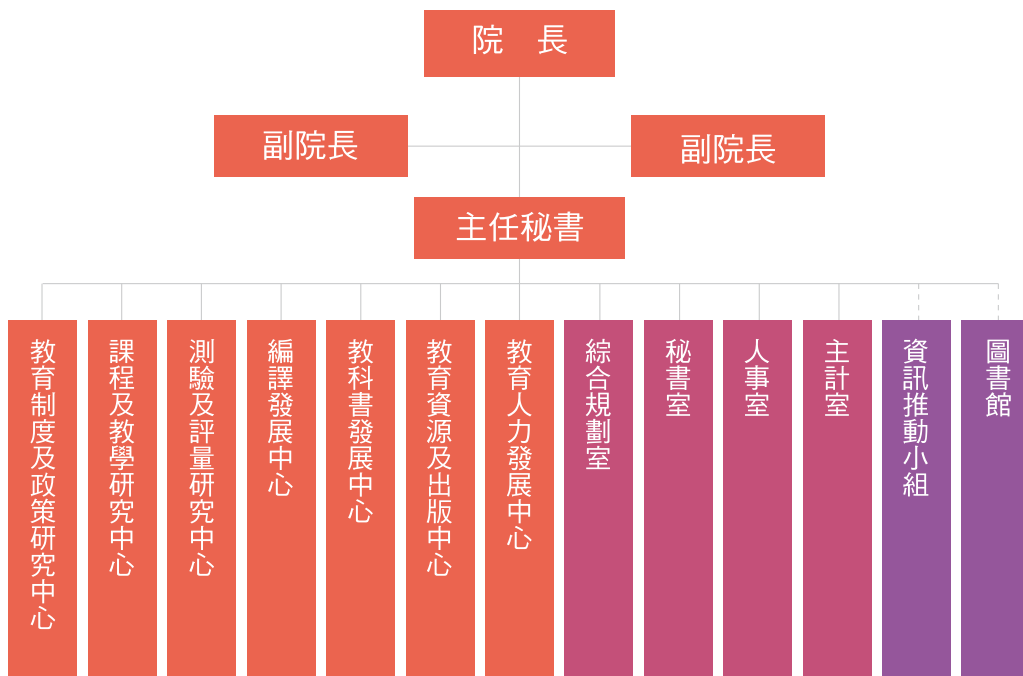 院　長
副院長
副院長
主任秘書
教育制度及政策研究中心
課程及教學研究中心
測驗及評量研究中心
編譯發展中心
教科書發展中心
教育資源及出版中心
教育人力發展中心
綜合規劃室
秘書室
人事室
主計室
資訊推動小組
圖書館